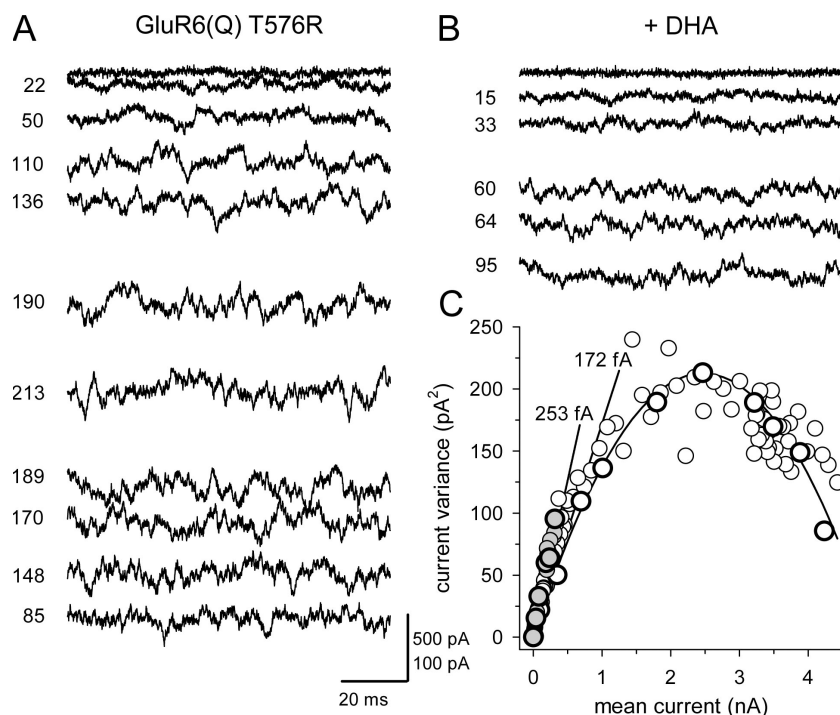 A
GluR6(Q) T576R
22
50
110
136
190
213
189
170
148
85
500 pA
100 pA
20 ms
B
+ DHA
15
33
60
64
95
C
250
200
150
100
50
0
172 fA
253 fA
current variance (pA²)
0 1 2 3 4
mean current (nA)